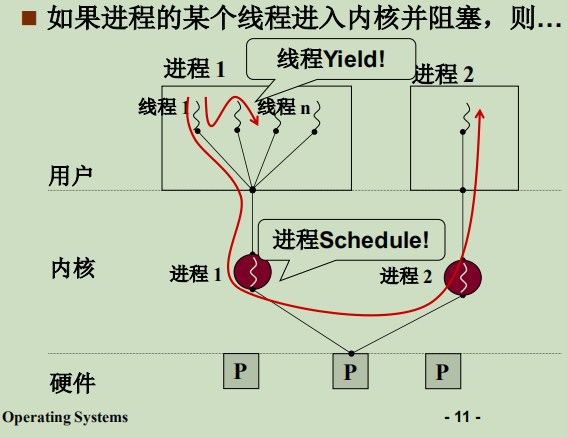 如果进程的某个线程进入内核并阻塞，则…
线程Yield!
进程 1
进程 2
线程 1
线程 n
用户
进程Schedule!
内核
进程 1
进程 2
P
P
P
硬件
Operating Systems
- 11 -